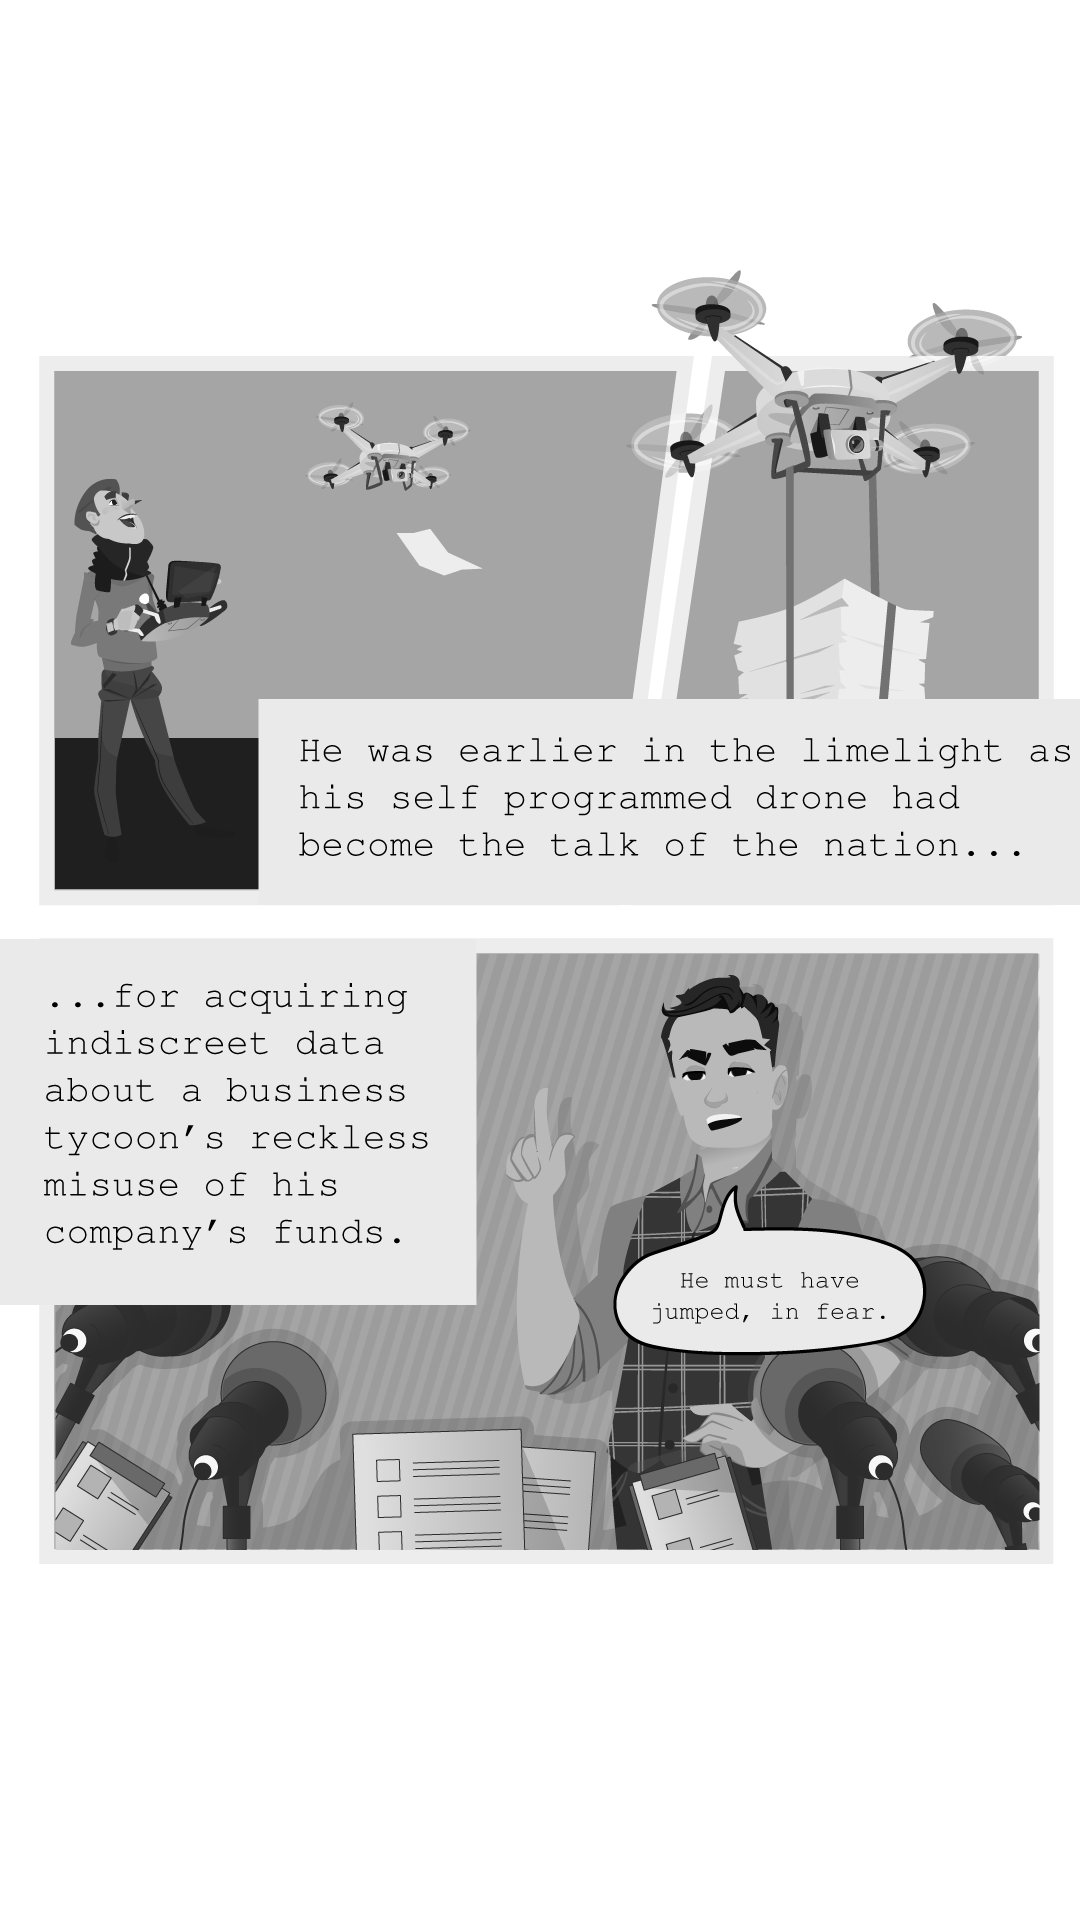 He was earlier in the limelight as
his self programmed drone had
become the talk of the nation...
...for acquiring
indiscreet data
about a business
tycoon’s reckless
misuse of his
company’s funds.
He must have
jumped, in fear.